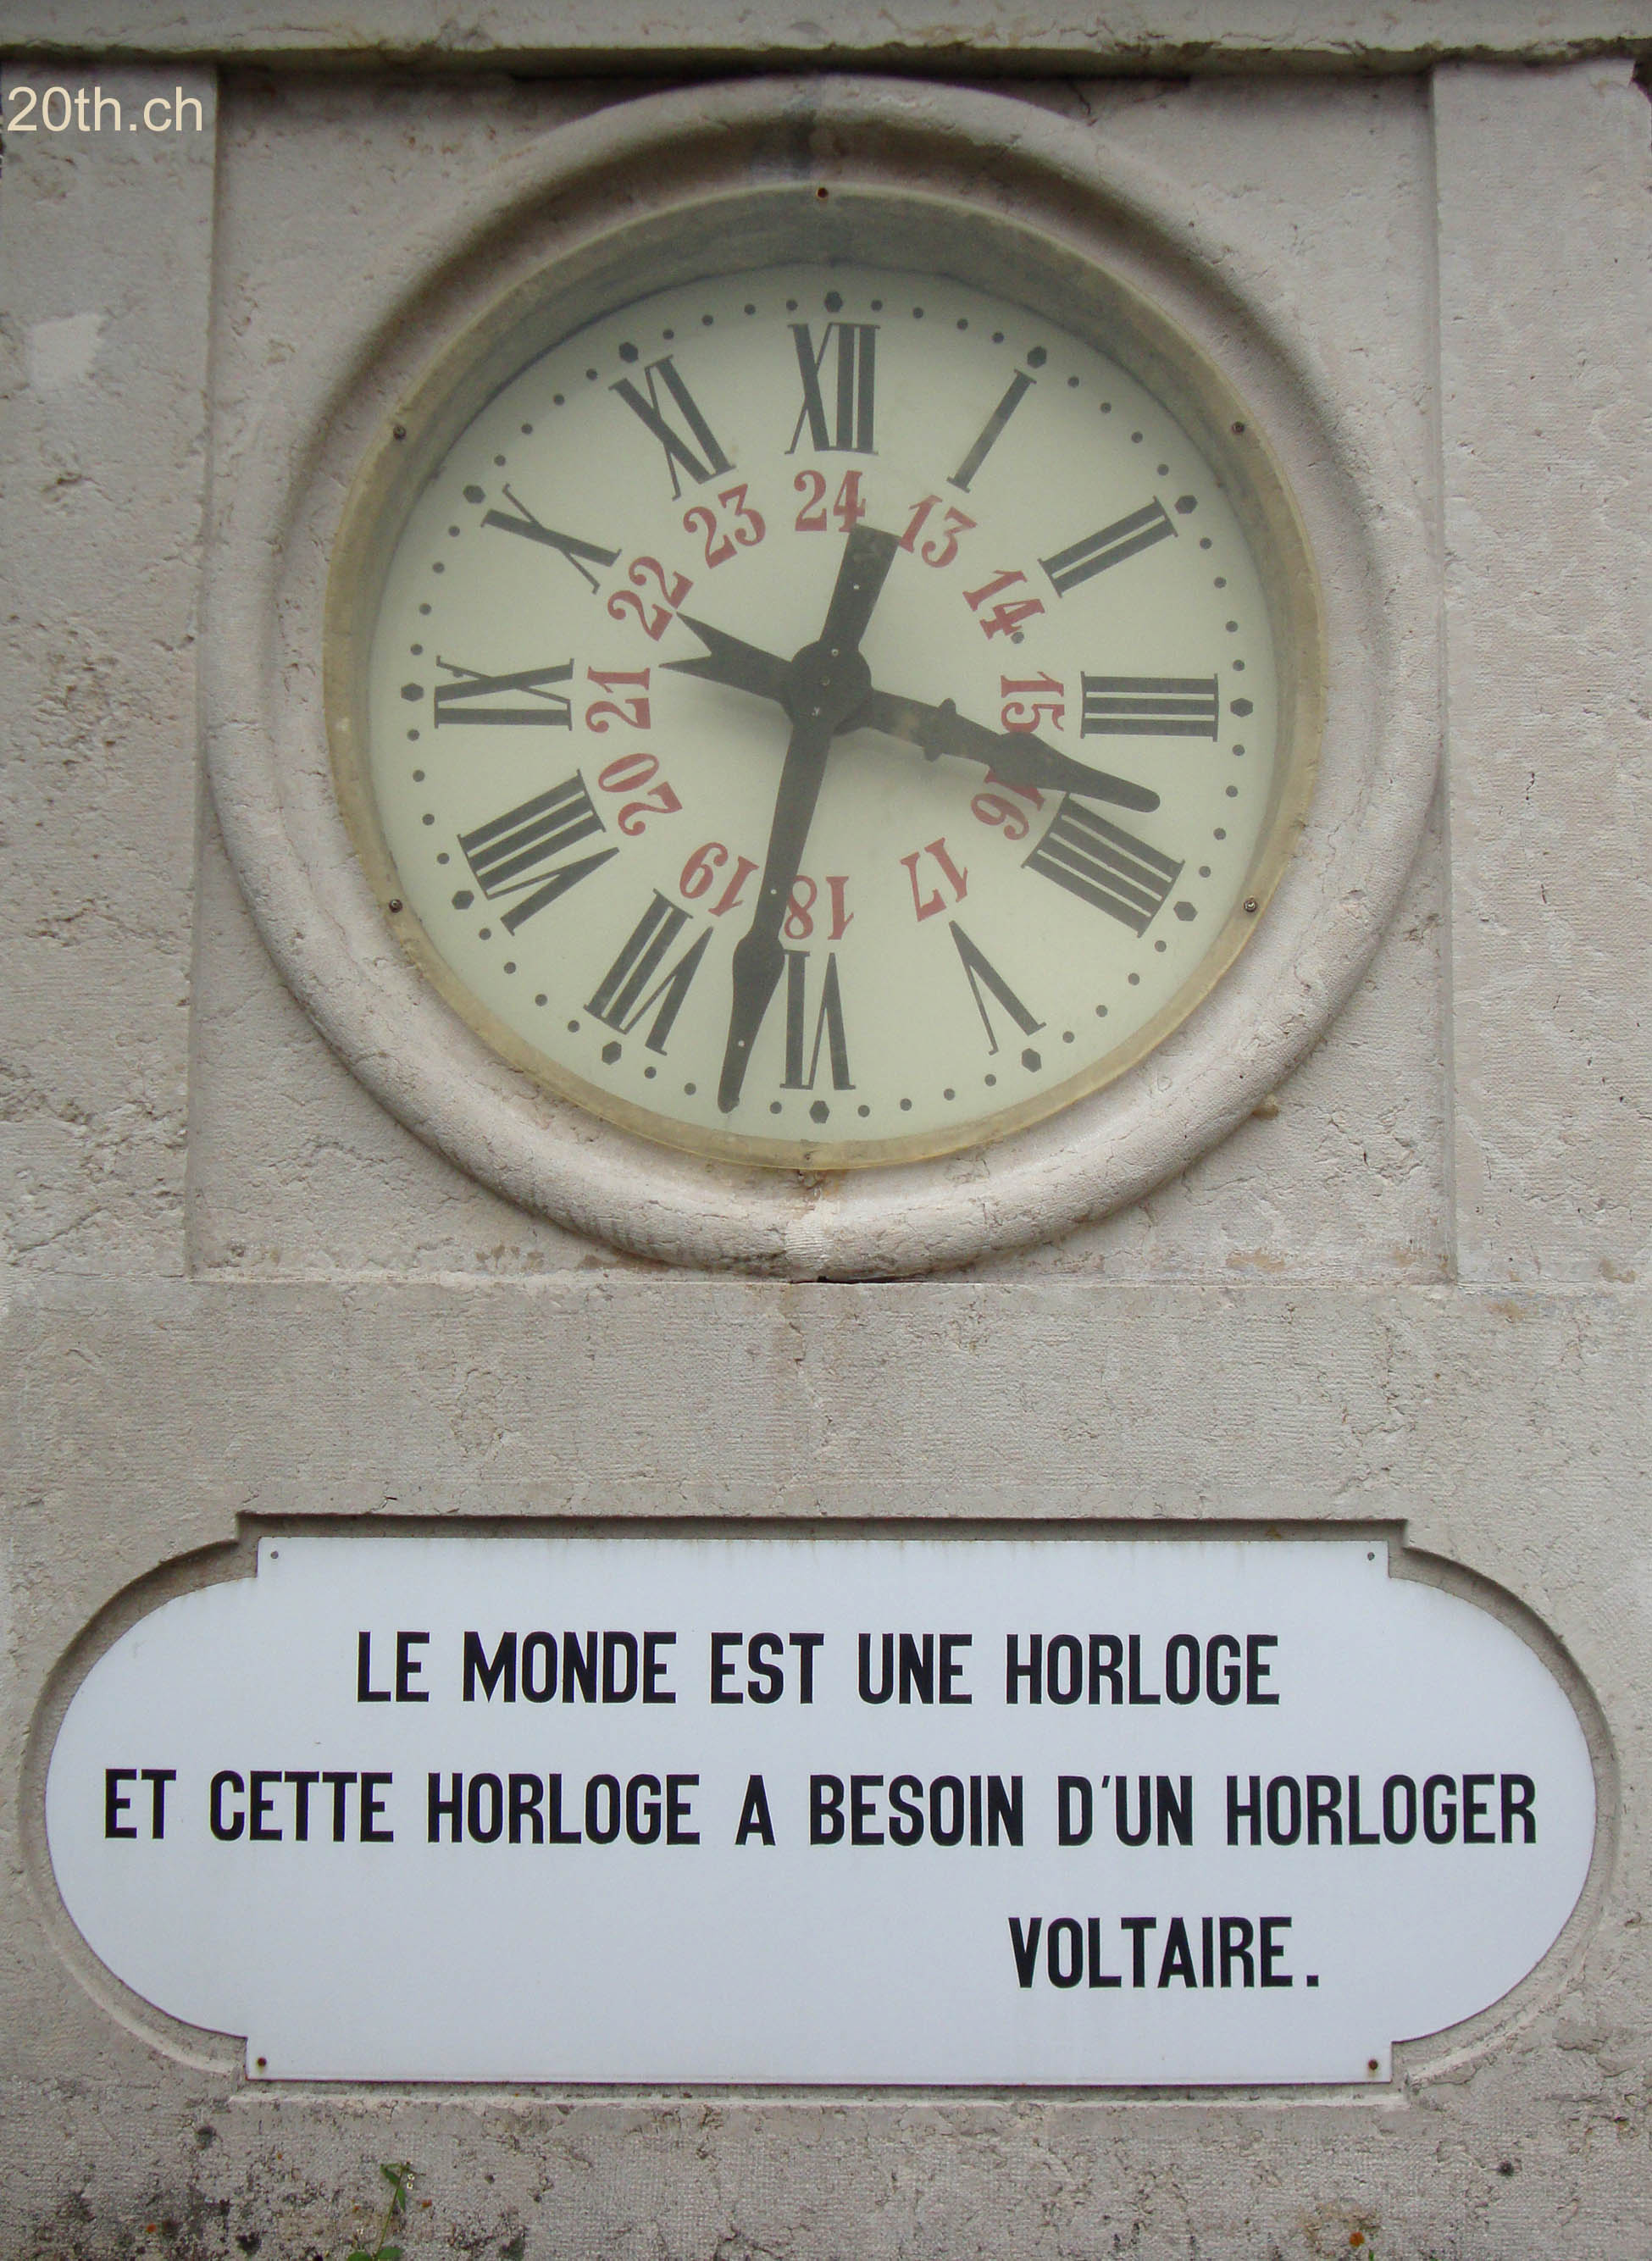 20th.ch
XII
XI I
24
23 13
X II
22 14
IX 21 15 III
20 16
VIII IIII
19 17
18
VII V
VI
LE MONDE EST UNE HORLOGE
ET CETTE HORLOGE A BESOIN D'UN HORLOGER
VOLTAIRE.